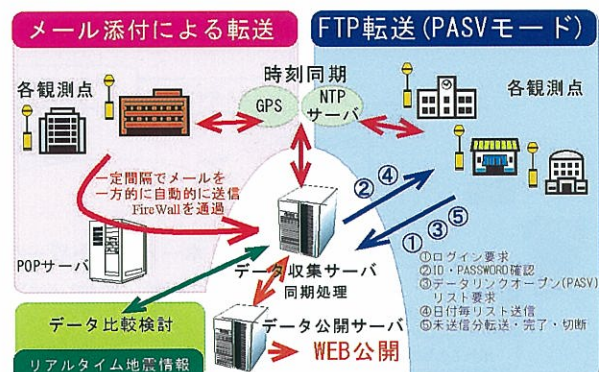 メール添付による転送
FTP転送(PASVモード)
時刻同期
GPS
NTP
サーバ
各観測点
各観測点
一定間隔でメールを
一方的に自動的に送信
FireWallを通過
② ④
① ③ ⑤
POPサーバ
データ収集サーバ
同期処理
①ログイン要求
②ID・PASSWORD確認
③データリンクオープン(PASV)
リスト要求
④日付毎リスト送信
⑤未送信分転送・完了・切断
データ比較検討
リアルタイム地震情報
データ公開サーバ
WEB公開